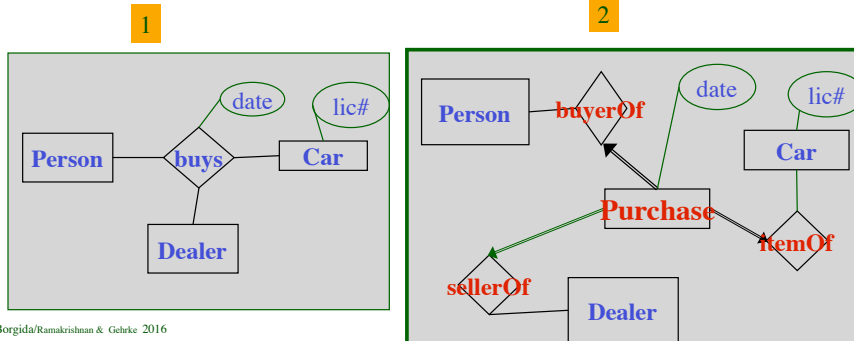 1
date
lic#
Person
buys
Car
Dealer
Borgida/Ramakrishnan & Gehrke 2016
2
date
lic#
Person
buyerOf
Car
Purchase
itemOf
sellerOf
Dealer